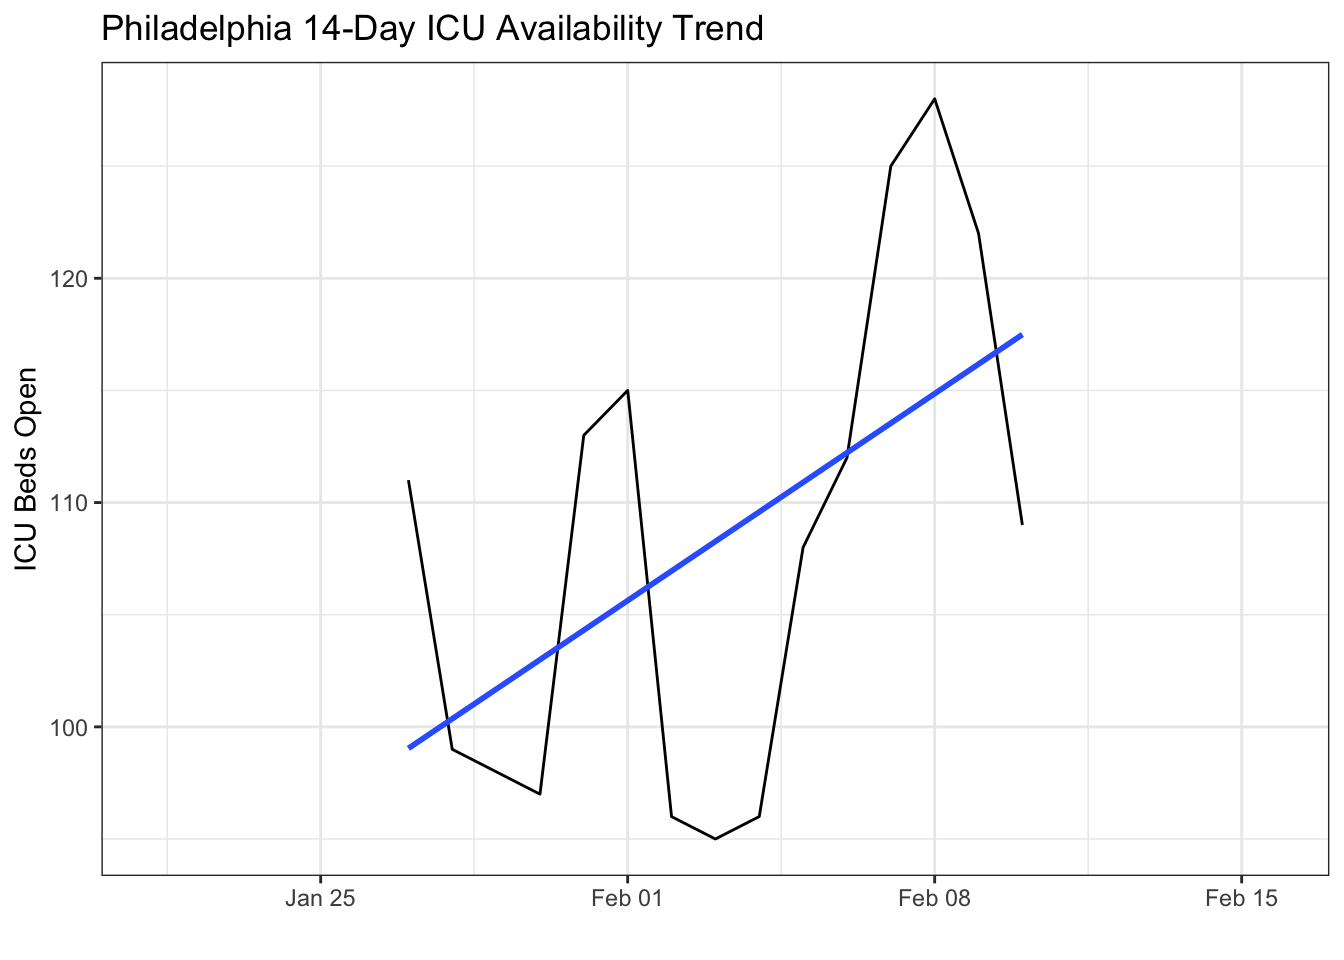 Philadelphia 14-Day ICU Availability Trend
ICU Beds Open
120
110
100
Jan 25
Feb 01
Feb 08
Feb 15